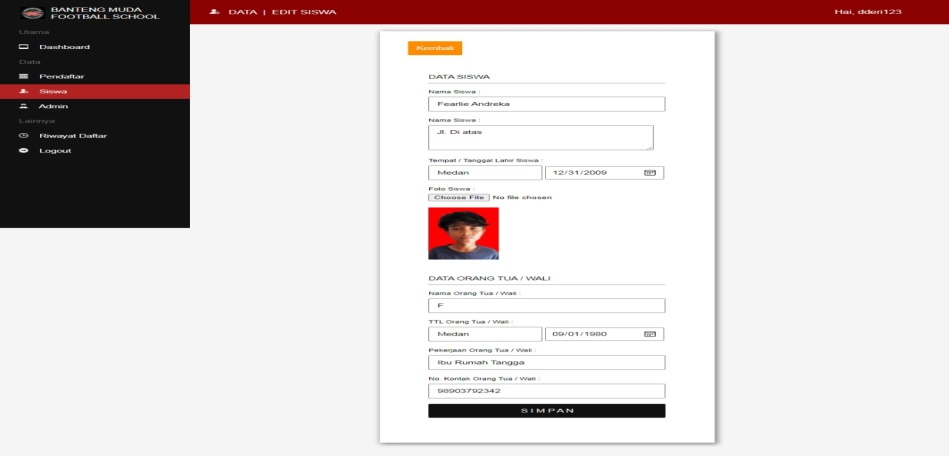 BANTENG MUDA
FOOTBALL SCHOOL
DATA | EDIT SISWA
Hai, dderi123
Utama
Dashboard
Data
Pendaftar
Siswa
Admin
Lainnya
Riwayat Daftar
Logout
Kembali
DATA SISWA
Nama Siswa :
Fearlie Andreka
Nama Siswa :
Jl. Di atas
Tempat / Tanggal Lahir Siswa :
Medan 12/31/2009
Foto Siswa :
Choose File No file chosen
DATA ORANG TUA / WALI
Nama Orang Tua / Wali :
F
TTL Orang Tua / Wali :
Medan 09/01/1980
Pekerjaan Orang Tua / Wali :
Ibu Rumah Tangga
No. Kontak Orang Tua / Wali :
98903792342
SIMPAN